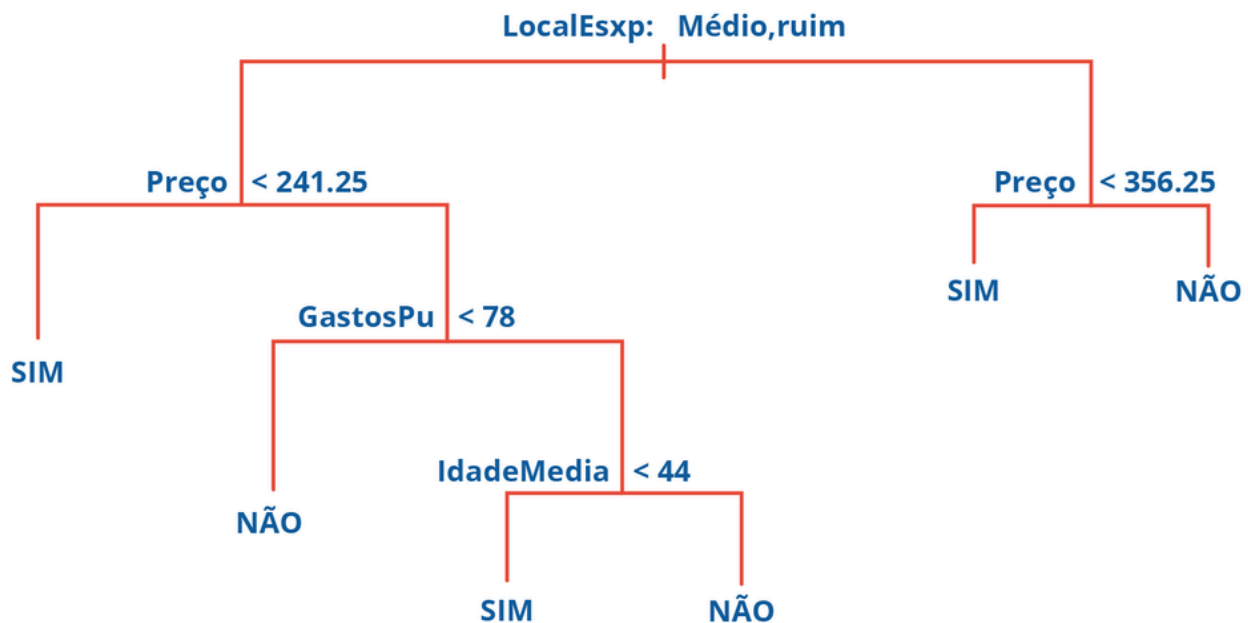 LocalEsxp: Médio,ruim
Preço < 241.25
Preço < 356.25
SIM
NÃO
GastosPu < 78
SIM
IdadeMedia < 44
NÃO
SIM
NÃO